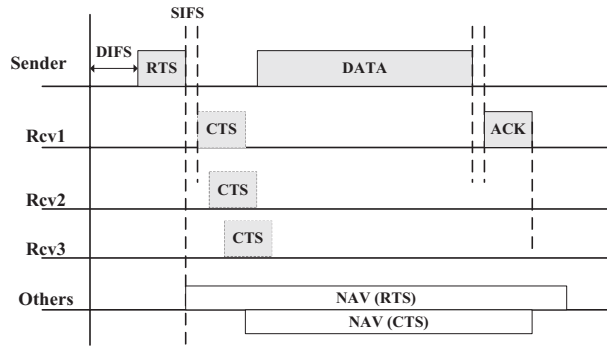 SIFS
DIFS
Sender
RTS
DATA
Rcv1
CTS
ACK
Rcv2
CTS
Rcv3
CTS
Others
NAV (RTS)
NAV (CTS)